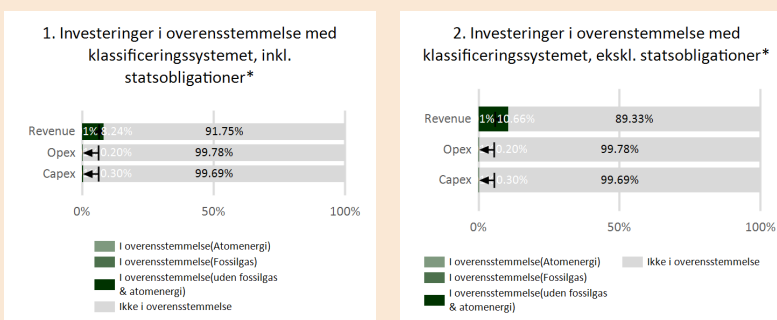 1. Investeringer i overensstemmelse med
klassificeringssystemet, inkl.
statsobligationer*
Revenue 1% 8.24% 91.75%
Opex 0.20% 99.78%
Capex 0.30% 99.69%
0% 50% 100%
I overensstemmelse(Atomenergi)
I overensstemmelse(Fossilgas)
I overensstemmelse(uden fossilgas
& atomenergi)
Ikke i overensstemmelse
2. Investeringer i overenstemmelse med
klassificeringssystemet, ekskl. statsobligationer*
Revenue 1% 10.66% 89.33%
Opex 0.20% 99.78%
Capex 0.30% 99.69%
0% 50% 100%
I overensstemmelse(Atomenergi) Ikke i overensstemmelse
I overensstemmelse(Fossilgas)
I overensstemmelse(uden fossilgas
& atomenergi)